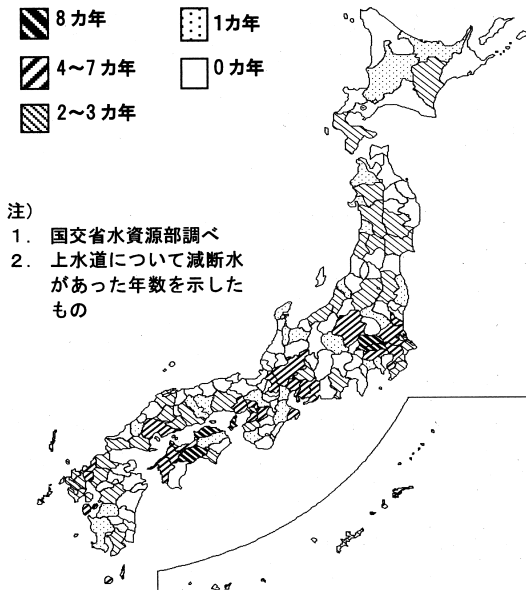 8カ年
1カ年
4～7カ年
0カ年
2～3カ年
注）
1. 国交省水資源部調べ
2. 上水道について減断水
があった年数を示した
もの